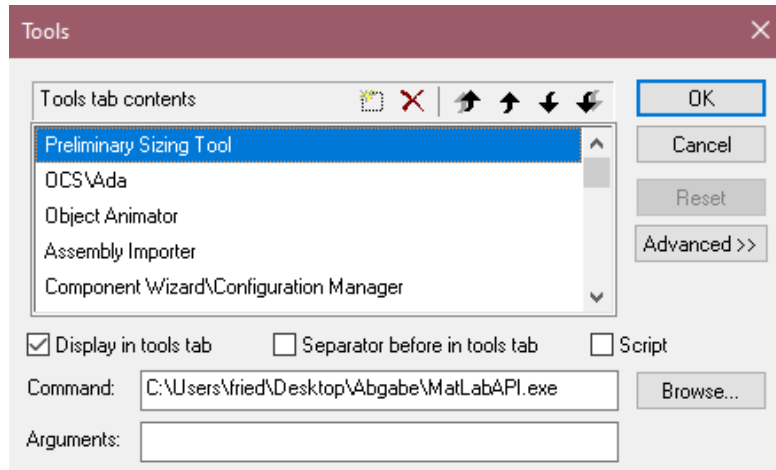 Tools
Tools tab contents
OK
Preliminary Sizing Tool
Cancel
OCS\Ada
Reset
Object Animator
Assembly Importer
Advanced >>
Component Wizard\Configuration Manager
Display in tools tab
Separator before in tools tab
Script
Command:
C:\Users\fried\Desktop\Abgabe\MatLabAPI.exe
Browse...
Arguments: